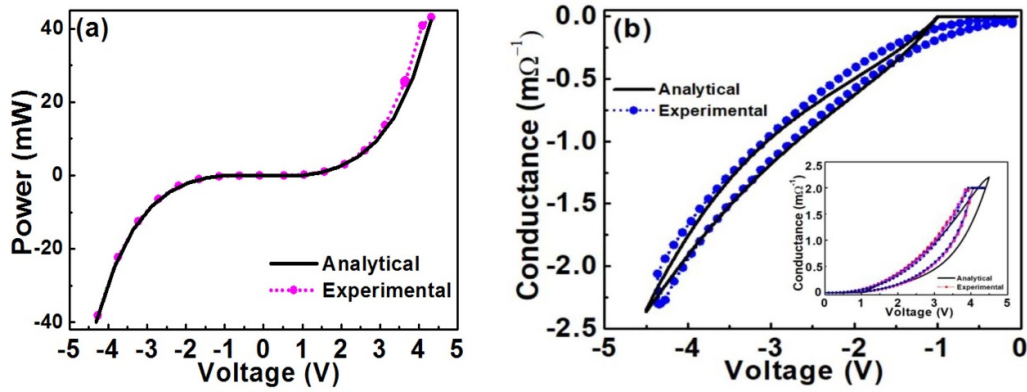 (a)
Power (mW)
40
20
0
-20
-40
Analytical
Experimental
-5 -4 -3 -2 -1 0 1 2 3 4 5
Voltage (V)
(b)
Conductance (mΩ⁻¹)
0.0
-0.5
-1.0
-1.5
-2.0
-2.5
Analytical
Experimental
-5 -4 -3 -2 -1 0
Voltage (V)
Conductance (mΩ⁻¹)
2.5
2.0
1.5
1.0
0.5
0.0
Analytical
Experimental
0 1 2 3 4 5
Voltage (V)